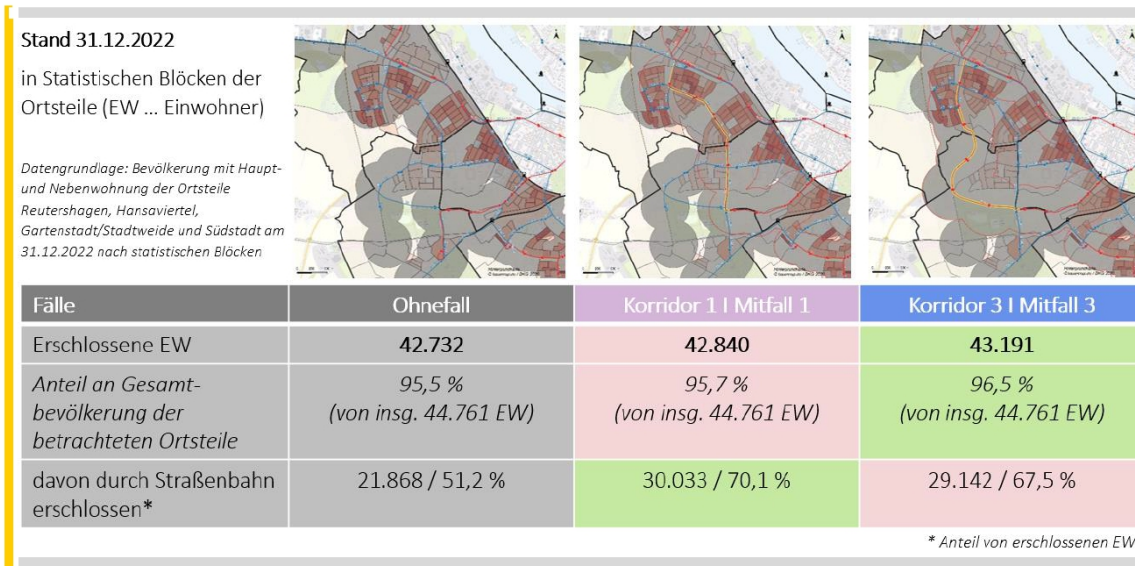 Stand 31.12.2022
in Statistischen Blöcken der
Ortsteile (EW ... Einwohner)
Datengrundlage: Bevölkerung mit Haupt-
und Nebenwohnung der Ortsteile
Reutershagen, Hansaviertel,
Gartenstadt/Stadtweide und Südstadt am
31.12.2022 nach statistischen Blöcken
Fälle
Ohnefall
Korridor 1 I Mitfall 1
Korridor 3 I Mitfall 3
Erschlossene EW
42.732
42.840
43.191
Anteil an Gesamt-
bevölkerung der
betrachteten Ortsteile
95,5 %
(von insg. 44.761 EW)
95,7 %
(von insg. 44.761 EW)
96,5 %
(von insg. 44.761 EW)
davon durch Straßenbahn
erschlossen*
21.868 / 51,2 %
30.033 / 70,1 %
29.142 / 67,5 %
* Anteil von erschlossenen EW